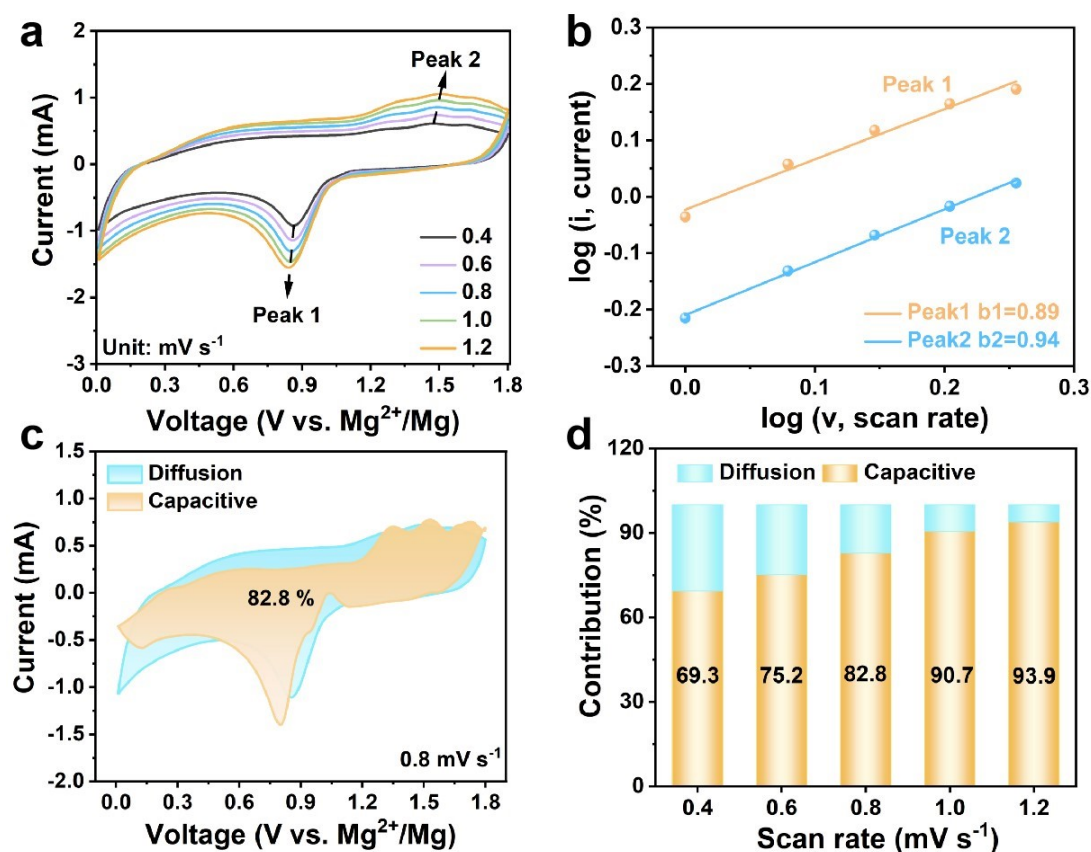 a
Current (mA)
2
1
0
-1
-2
-3
Peak 2
Peak 1
0.4
0.6
0.8
1.0
1.2
Unit: mV s⁻¹
0.0 0.3 0.6 0.9 1.2 1.5 1.8
Voltage (V vs. Mg²⁺/Mg)
b
log (i, current)
0.3
0.2
0.1
0.0
-0.1
-0.2
-0.3
Peak 1
Peak 2
Peak1 b1=0.89
Peak2 b2=0.94
0.0 0.1 0.2 0.3
log (v, scan rate)
c
Current (mA)
1.5
1.0
0.5
0.0
-0.5
-1.0
-1.5
-2.0
Diffusion
Capacitive
82.8 %
0.8 mV s⁻¹
0.0 0.3 0.6 0.9 1.2 1.5 1.8
Voltage (V vs. Mg²⁺/Mg)
d
Contribution (%)
120
90
60
30
0
Diffusion Capacitive
69.3 75.2 82.8 90.7 93.9
0.4 0.6 0.8 1.0 1.2
Scan rate (mV s⁻¹)